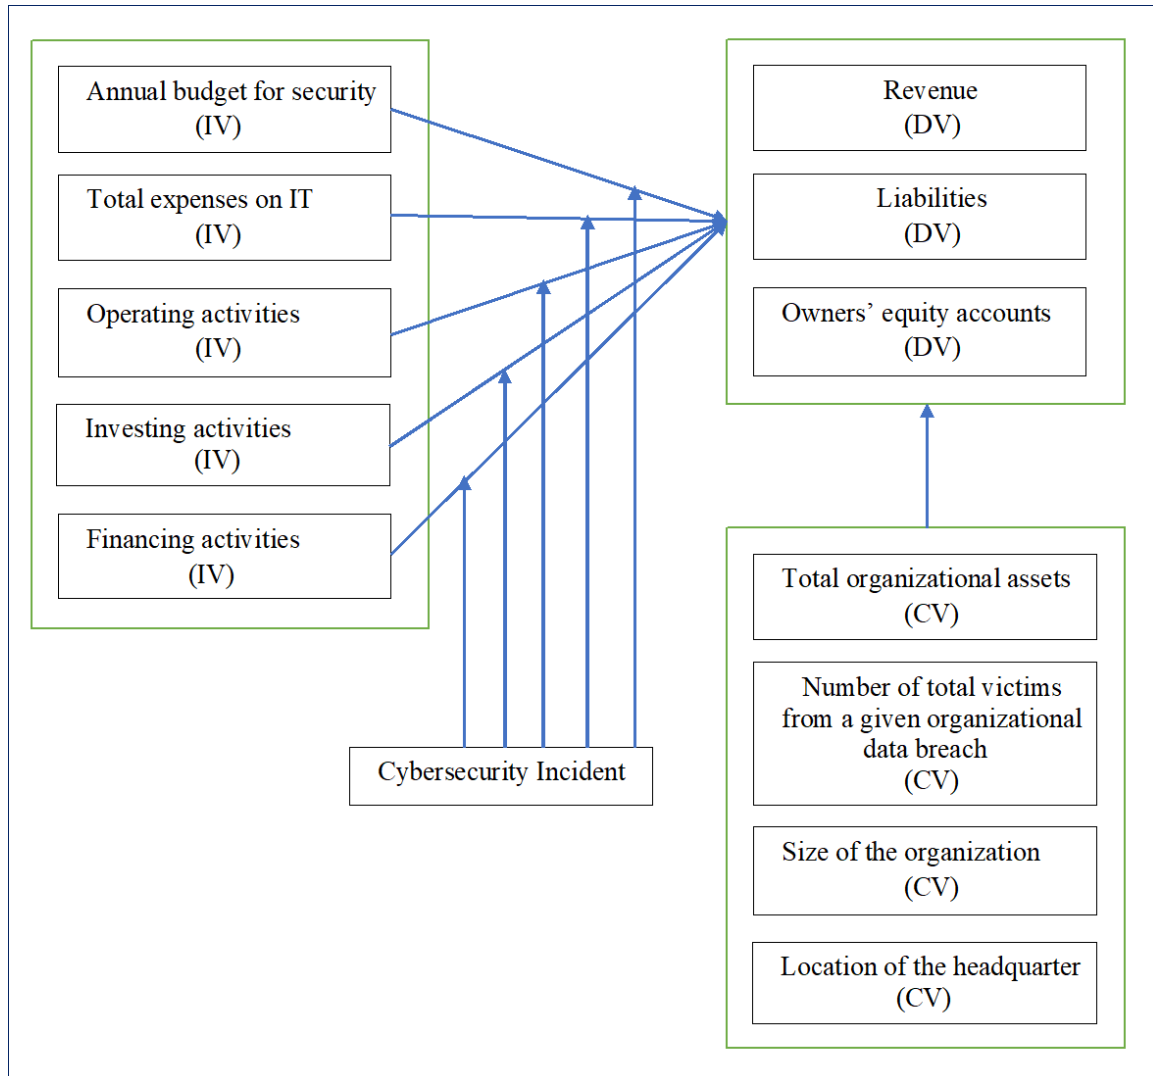 Annual budget for security
(IV)
Total expenses on IT
(IV)
Operating activities
(IV)
Investing activities
(IV)
Financing activities
(IV)
Cybersecurity Incident
Revenue
(DV)
Liabilities
(DV)
Owners’ equity accounts
(DV)
Total organizational assets
(CV)
Number of total victims
from a given organizational
data breach
(CV)
Size of the organization
(CV)
Location of the headquarter
(CV)